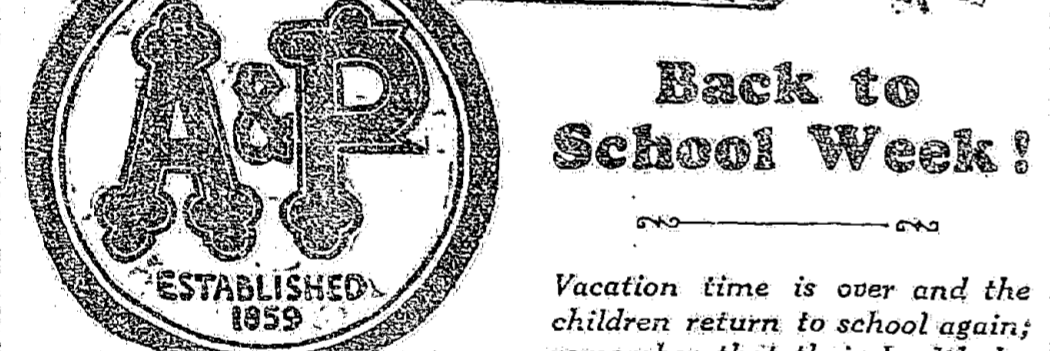 A&P
ESTABLISHED
1859
Back to
School Week!
Vacation time is over and the
children return to school again;